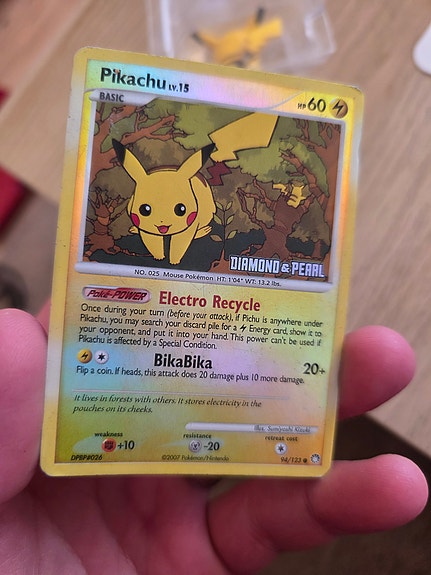 Pikachu LV.15
BASIC
HP 60
DIAMOND & PEARL
NO. 025 Mouse Pokémon HT: 1'04" WT: 13.2 lbs.
Poké-POWER Electro Recycle
Once during your turn (before your attack), if Pichu is anywhere under
Pikachu, you may search your discard pile for a Energy card, show it to
your opponent, and put it into your hand. This power can't be used if
Pikachu is affected by a Special Condition.
BikaBika 20+
Flip a coin. If heads, this attack does 20 damage plus 10 more damage.
It lives in forests with others. It stores electricity in the
pouches on its cheeks.
Illus. Sumiyoshi Kizuki
weakness resistance retreat cost
+10 -20
DPBP#026 ©2007 Pokémon/Nintendo 94/123